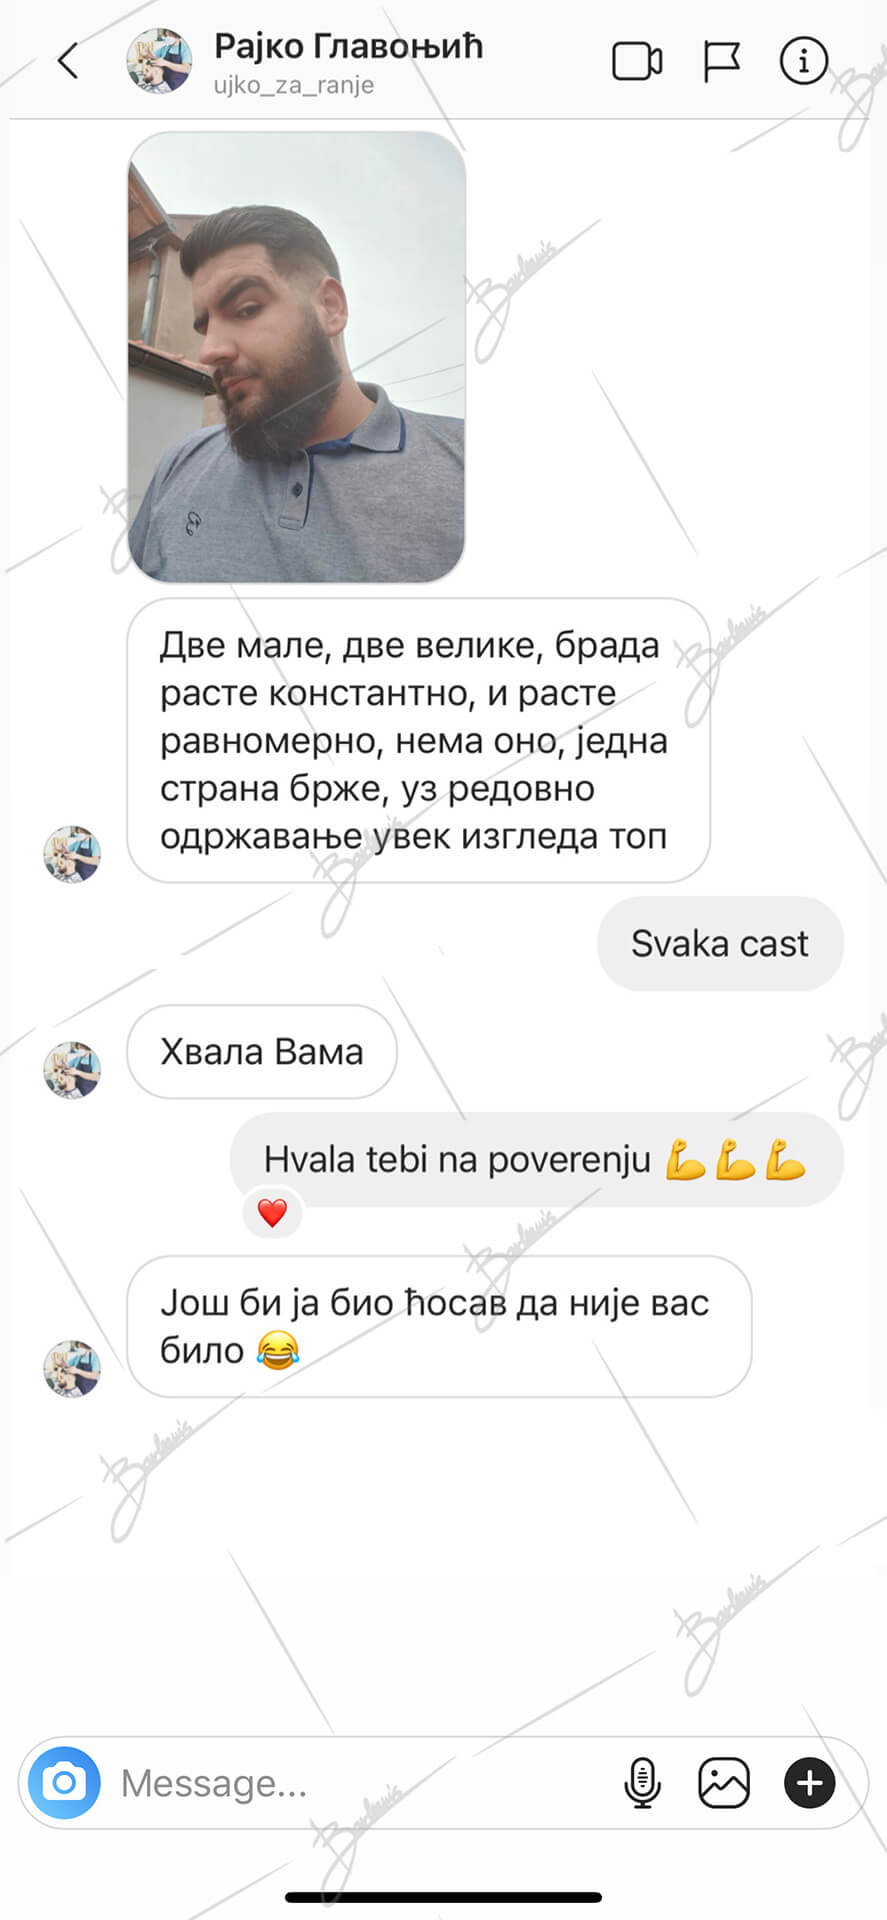 Рајко Главоњић
ujko_za_ranje
Две мале, две велике, брада
расте константно, и расте
равномерно, нема оно, једна
страна брже, уз редовно
одржавање увек изгледа топ
Svaka cast
Хвала Вама
Hvala tebi na poverenju 💪💪💪
Још би ја био ћосав да није вас
било 😂
Message...